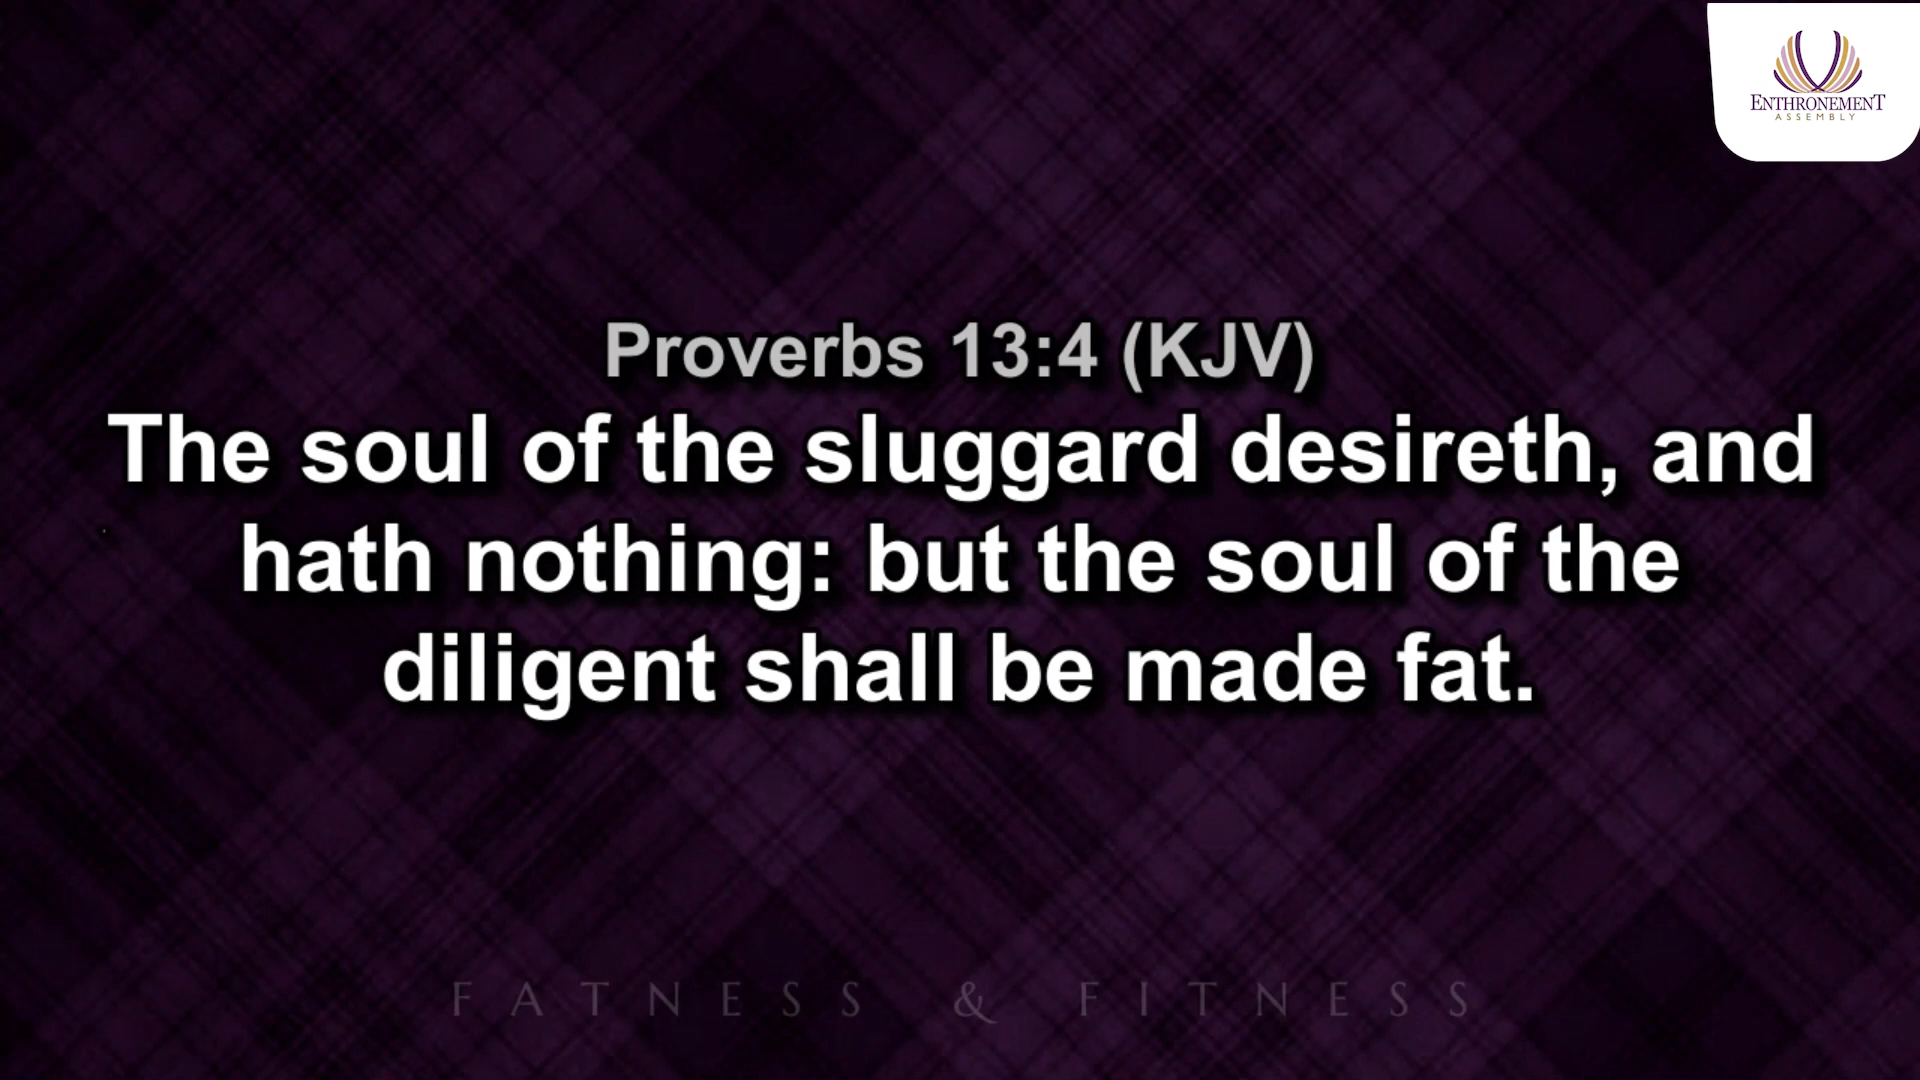 ENTHRONEMENT
ASSEMBLY
Proverbs 13:4 (KJV)
The soul of the sluggard desireth, and
hath nothing: but the soul of the
diligent shall be made fat.
FATNESS & FITNESS